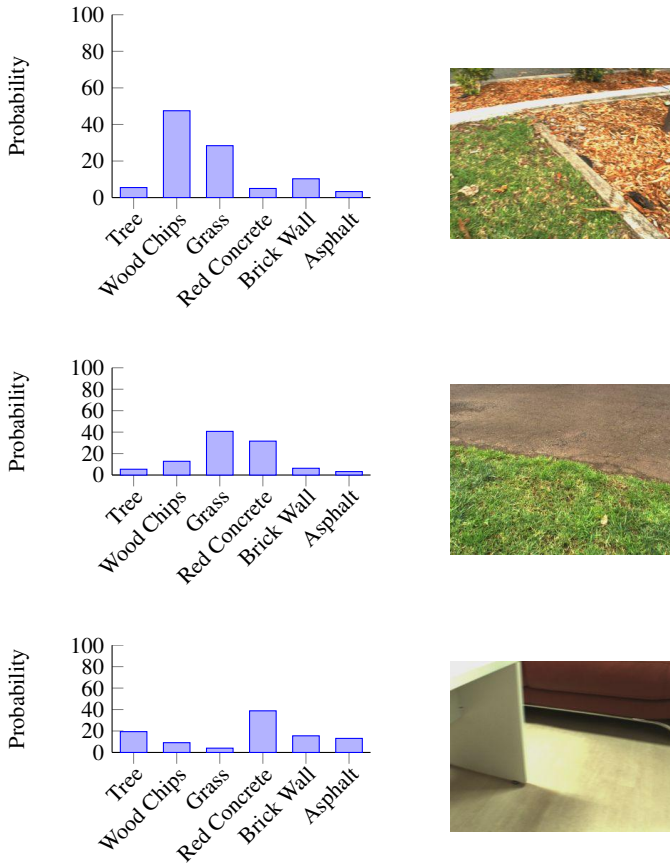 100
80
60
40
20
0
Probability
Tree
Wood Chips
Grass
Red Concrete
Brick Wall
Asphalt
100
80
60
40
20
0
Probability
Tree
Wood Chips
Grass
Red Concrete
Brick Wall
Asphalt
100
80
60
40
20
0
Probability
Tree
Wood Chips
Grass
Red Concrete
Brick Wall
Asphalt